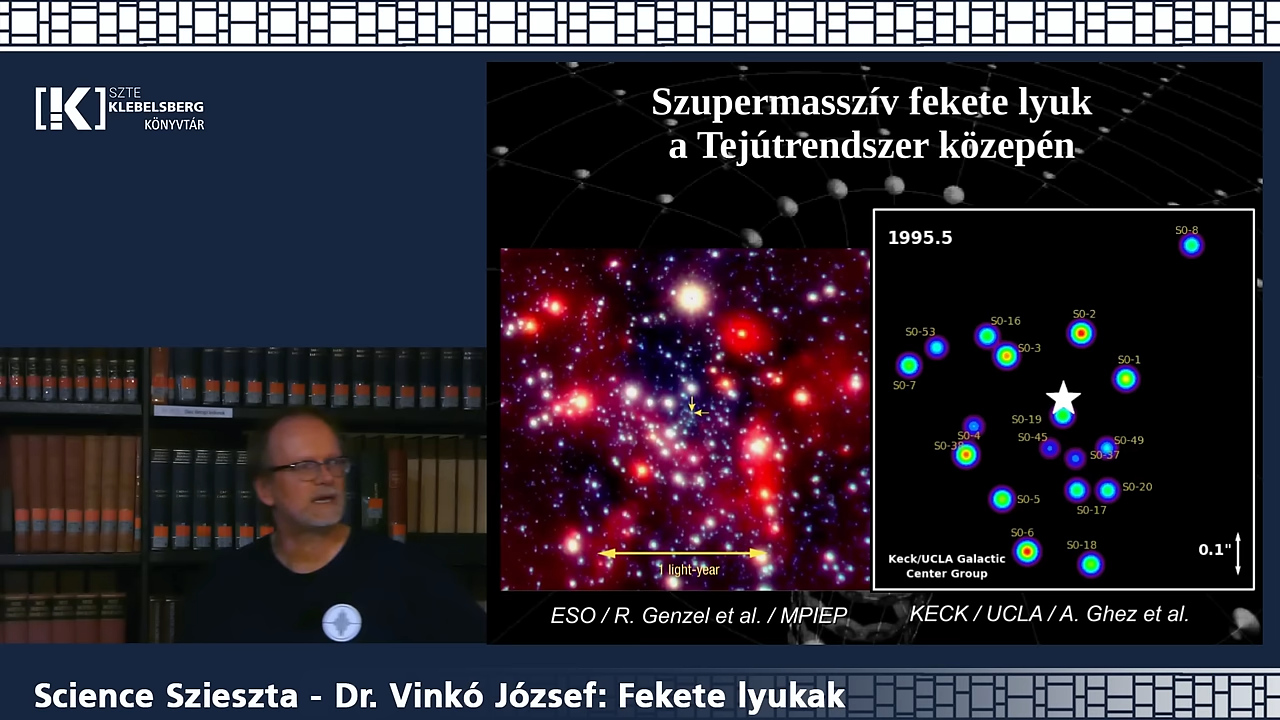 SZTE
KLEBELSBERG
KÖNYVTÁR
Szupermasszív fekete lyuk
a Tejútrendszer közepén
1 light-year
ESO / R. Genzel et al. / MPIEP
1995.5
S0-8
S0-2
S0-16
S0-53
S0-3
S0-1
S0-7
S0-19
S0-4
S0-45
S0-49
S0-38
S0-37
S0-20
S0-5
S0-17
S0-6
S0-18
0.1"
Keck/UCLA Galactic
Center Group
KECK / UCLA / A. Ghez et al.
Science Szieszta - Dr. Vinkó József: Fekete lyukak